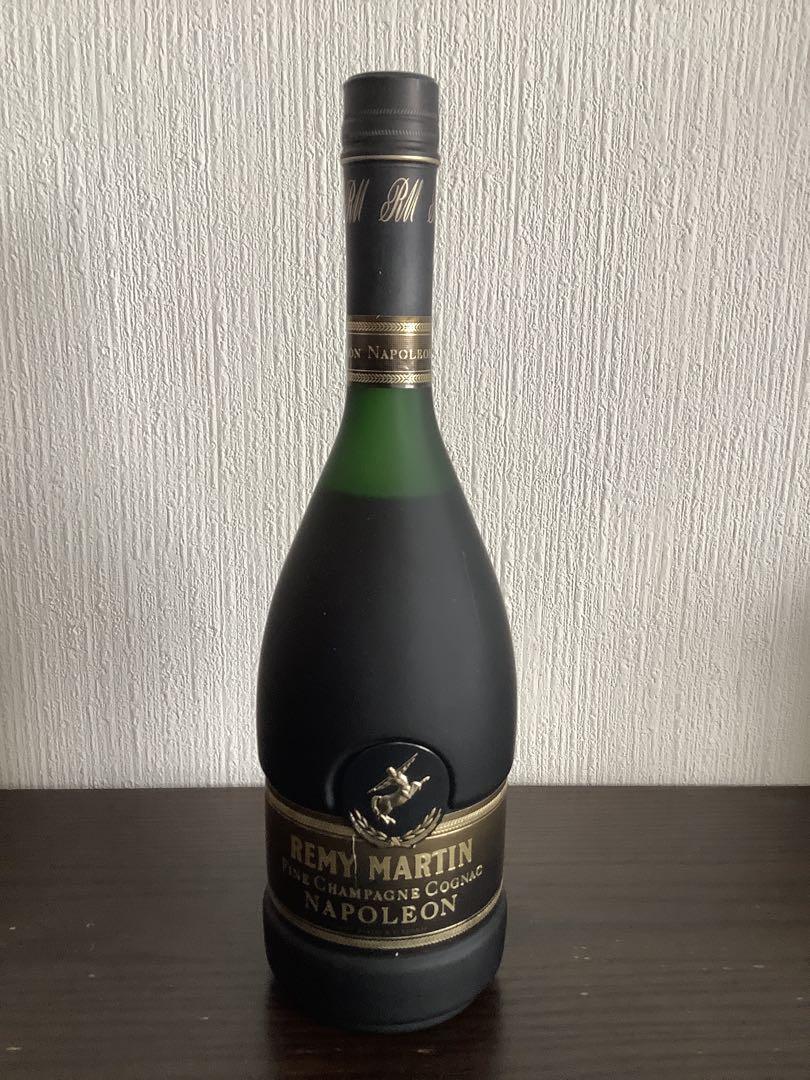 RM RM
ON NAPOLEON
REMY MARTIN
FINE CHAMPAGNE COGNAC
NAPOLEON